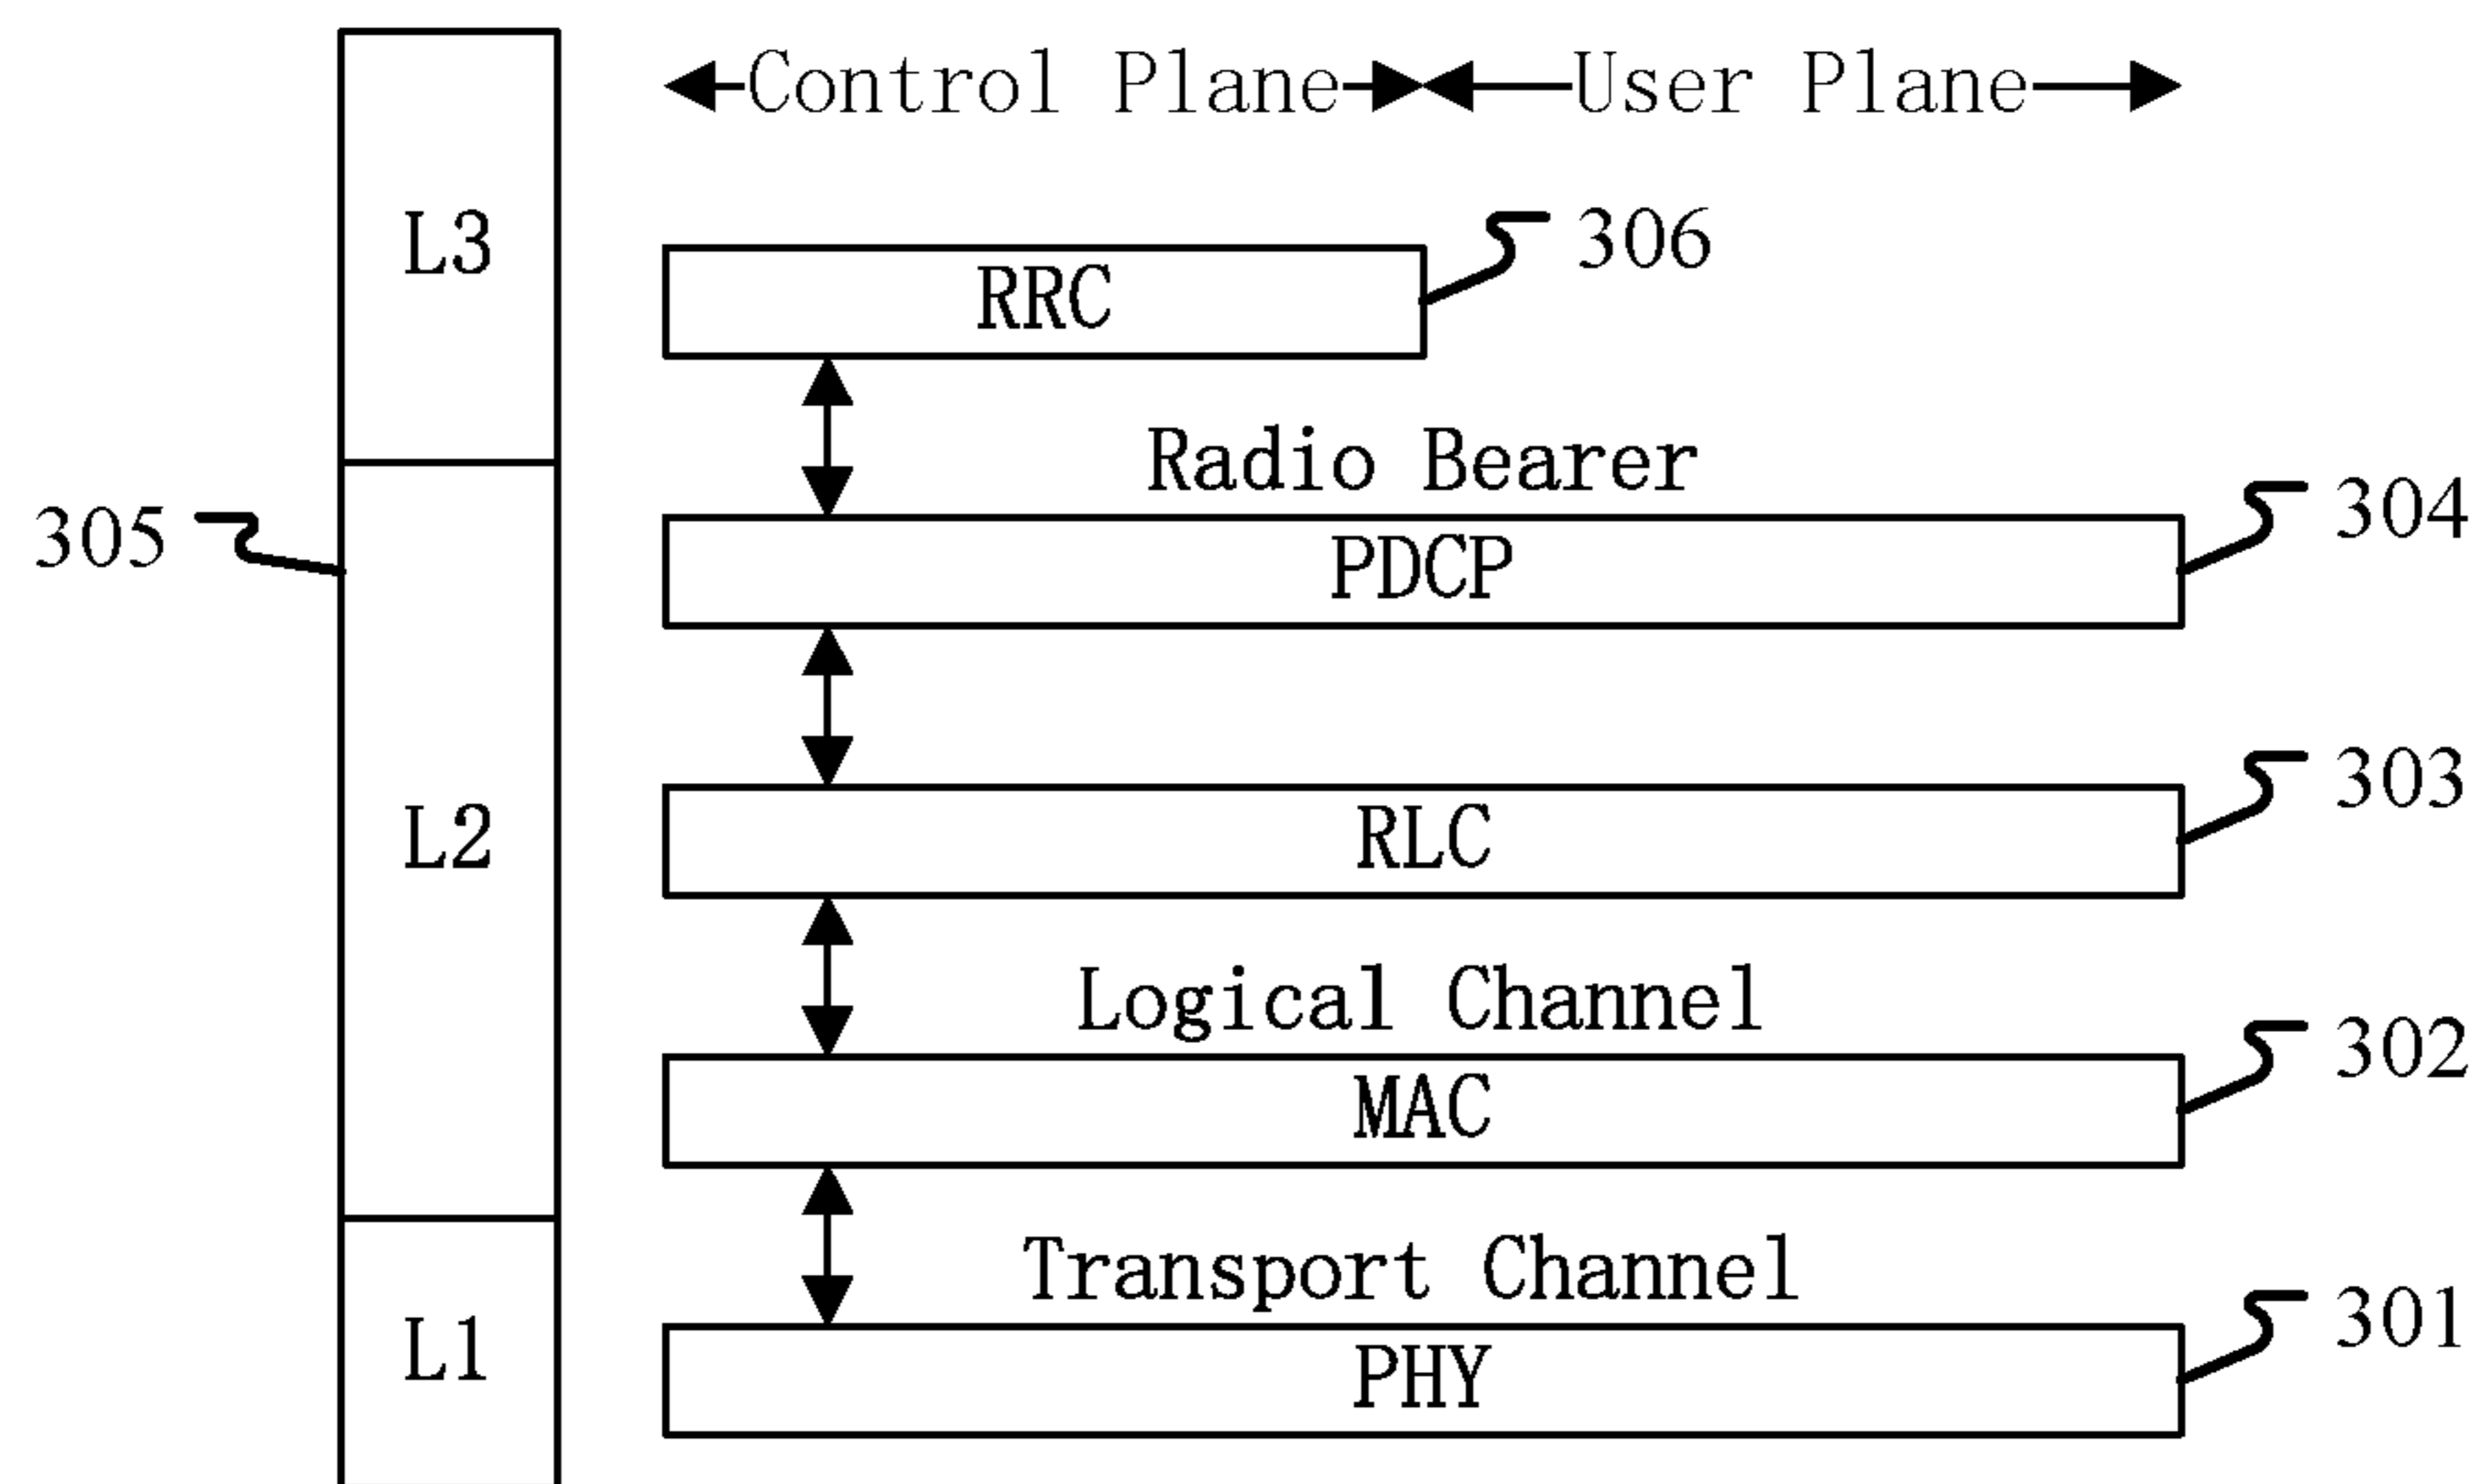 Control Plane User Plane
L3
306
RRC
Radio Bearer
304
305
PDCP
303
L2
RLC
Logical Channel
302
MAC
Transport Channel
301
L1
PHY